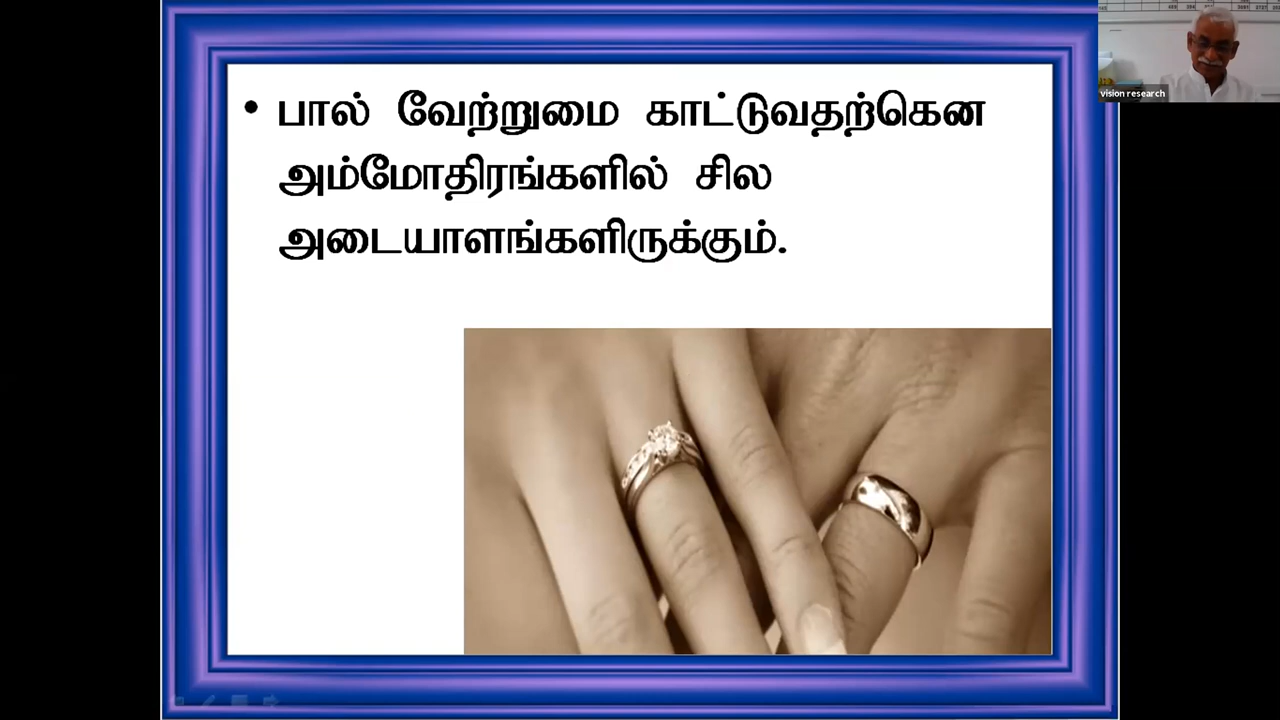 • பால் வேற்றுமை காட்டுவதற்கென
அம்மோதிரங்களில் சில
அடையாளங்களிருக்கும்.
vision research